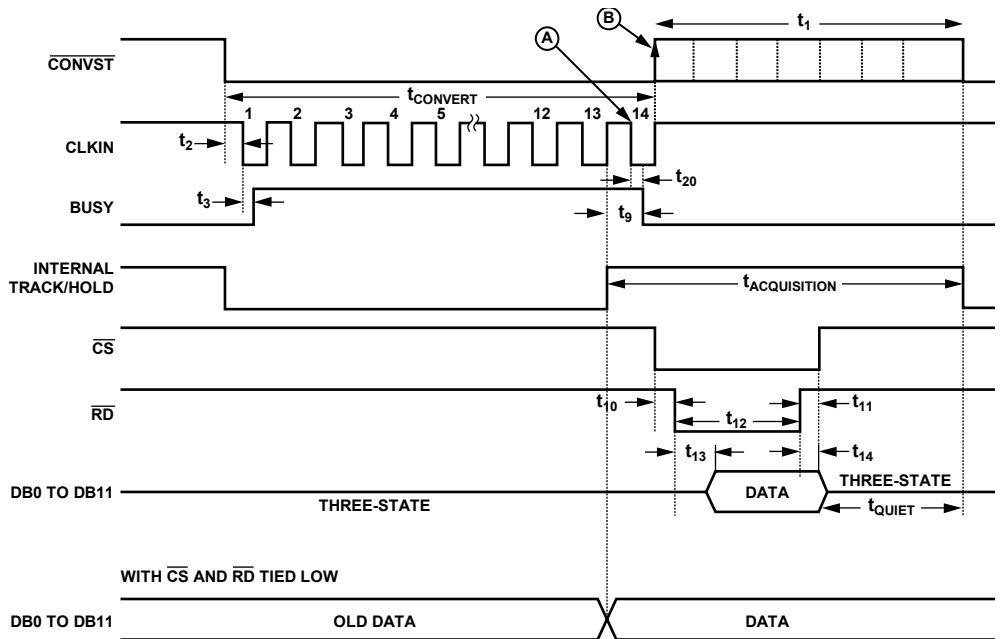 B
t1
A
CONVST
tCONVERT
1 2 3 4 5 12 13 14
CLKIN
t2
t20
t3
BUSY
t9
INTERNAL
TRACK/HOLD
tACQUISITION
CS
RD
t10
t12
t11
t13
t14
DB0 TO DB11
THREE-STATE
DATA
THREE-STATE
tQUIET
WITH CS AND RD TIED LOW
DB0 TO DB11
OLD DATA
DATA